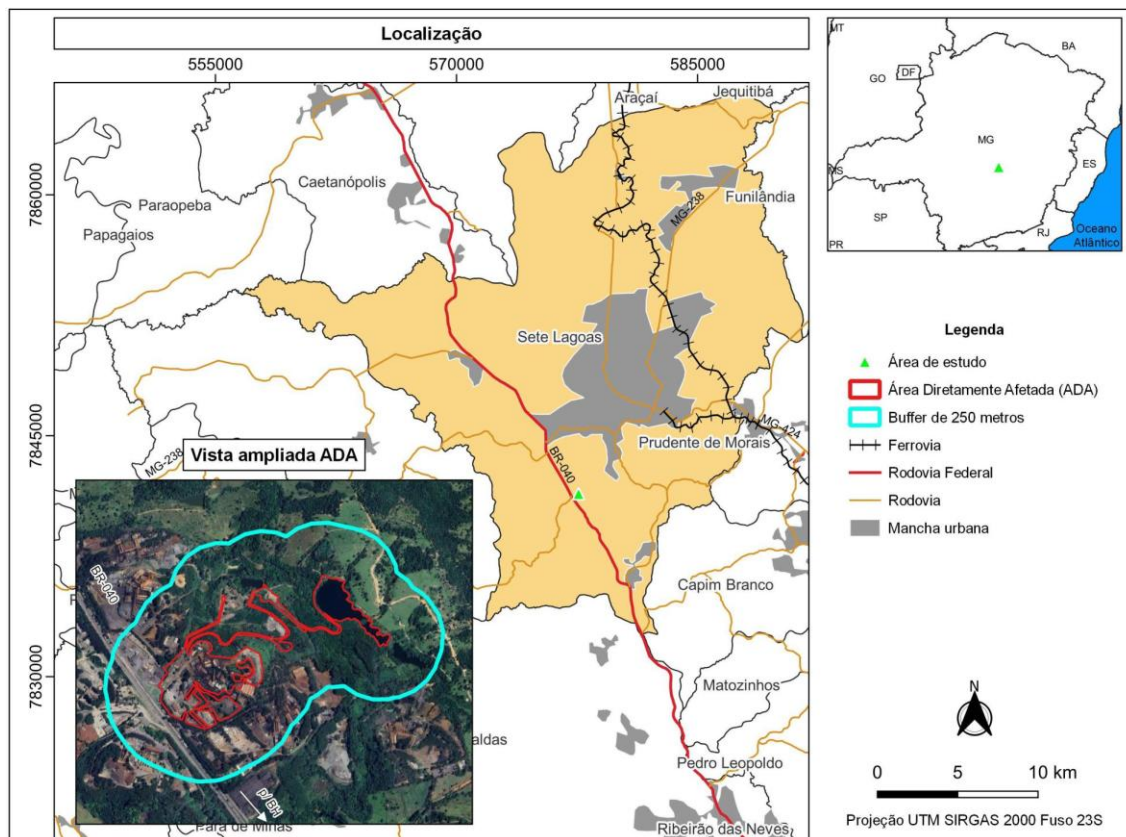 Localização
555000
570000
585000
7860000
7845000
7830000
Araçaí
Jequitibá
Caetanópolis
Funilândia
MG-238
Paraopeba
Papagaios
Sete Lagoas
MG-424
Prudente de Morais
BR-040
MG-238
Capim Branco
Matozinhos
aldas
Pedro Leopoldo
Pará de Minas
Ribeirão das Neves
Vista ampliada ADA
BR-040
p/ BH
MT
BA
GO
DF
MG
MS
ES
SP
RJ
PR
Oceano
Atlântico
Legenda
Área de estudo
Área Diretamente Afetada (ADA)
Buffer de 250 metros
Ferrovia
Rodovia Federal
Rodovia
Mancha urbana
N
0 5 10 km
Projeção UTM SIRGAS 2000 Fuso 23S